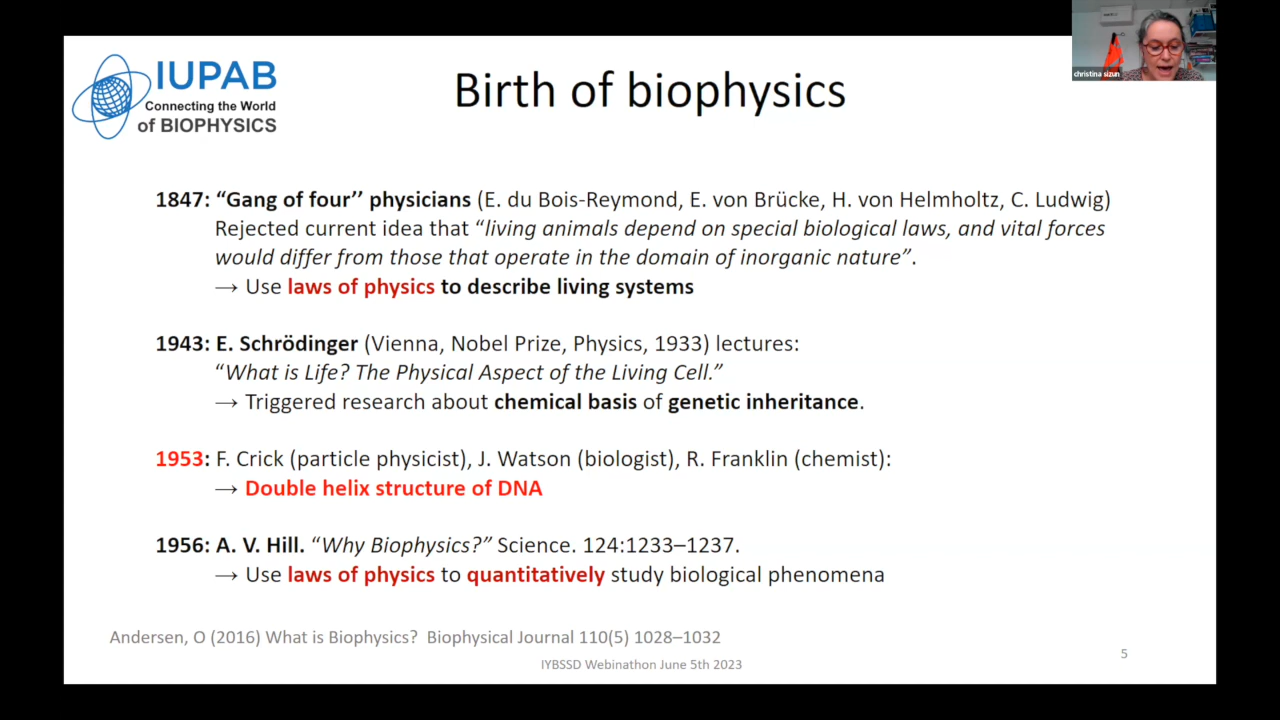 IUPAB
Connecting the World
of BIOPHYSICS
Birth of biophysics
christina sizun
1847: “Gang of four’’ physicians (E. du Bois-Reymond, E. von Brücke, H. von Helmholtz, C. Ludwig)
Rejected current idea that “living animals depend on special biological laws, and vital forces
would differ from those that operate in the domain of inorganic nature”.
→ Use laws of physics to describe living systems
1943: E. Schrödinger (Vienna, Nobel Prize, Physics, 1933) lectures:
“What is Life? The Physical Aspect of the Living Cell.”
→ Triggered research about chemical basis of genetic inheritance.
1953: F. Crick (particle physicist), J. Watson (biologist), R. Franklin (chemist):
→ Double helix structure of DNA
1956: A. V. Hill. “Why Biophysics?” Science. 124:1233–1237.
→ Use laws of physics to quantitatively study biological phenomena
Andersen, O (2016) What is Biophysics? Biophysical Journal 110(5) 1028–1032
IYBSSD Webinathon June 5th 2023
5